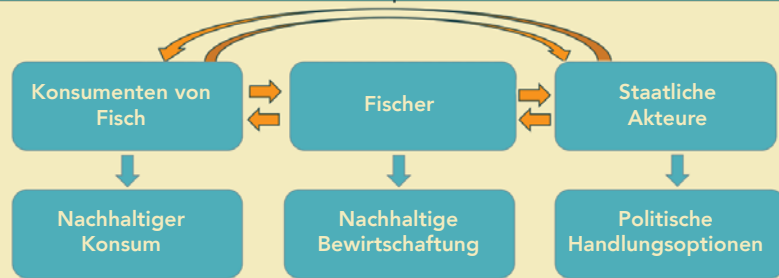 Konsumenten von
Fisch
Fischer
Staatliche
Akteure
Nachhaltiger
Konsum
Nachhaltige
Bewirtschaftung
Politische
Handlungsoptionen